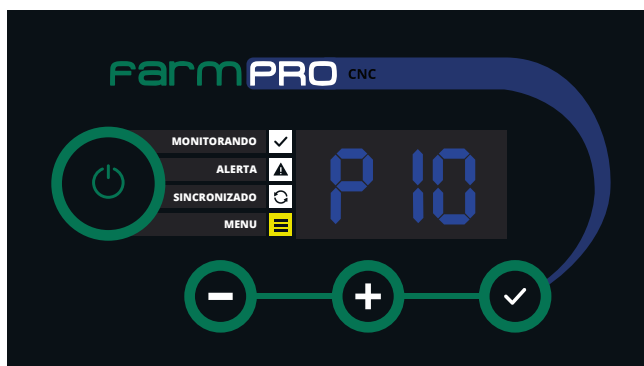 farmPRO CNC
MONITORANDO
ALERTA
SINCRONIZADO
MENU
P10